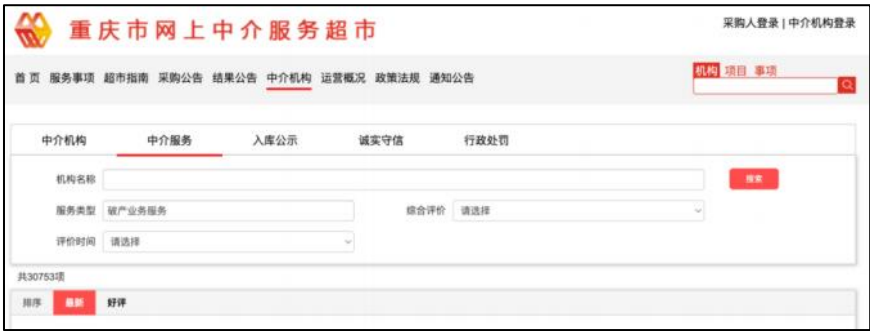 重庆市网上中介服务超市
采购人登录 | 中介机构登录
首页 服务事项 超市指南 采购公告 结果公告 中介机构 运营概况 政策法规 通知公告
机构 项目 事项
中介机构 中介服务 入库公示 诚实守信 行政处罚
机构名称 搜索
服务类型 破产业务服务 综合评价 请选择
评价时间 请选择
共30753项
排序 最新 好评